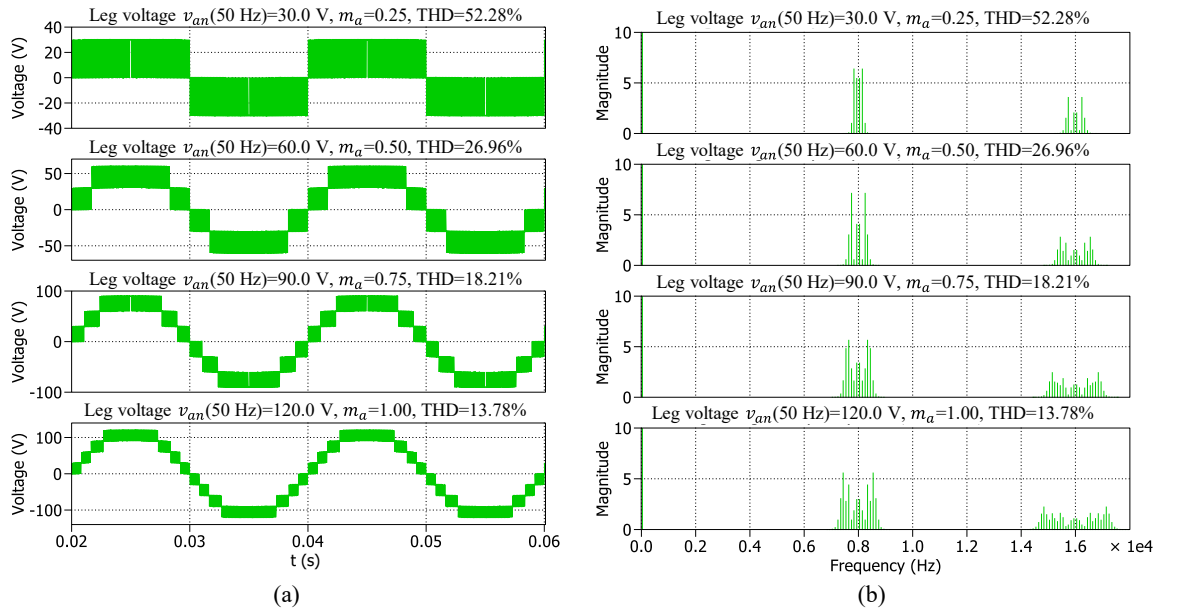 Leg voltage v_an(50 Hz)=30.0 V, m_a=0.25, THD=52.28%
Voltage (V)
40
20
0
-20
-40
Leg voltage v_an(50 Hz)=60.0 V, m_a=0.50, THD=26.96%
Voltage (V)
50
0
-50
Leg voltage v_an(50 Hz)=90.0 V, m_a=0.75, THD=18.21%
Voltage (V)
100
0
-100
Leg voltage v_an(50 Hz)=120.0 V, m_a=1.00, THD=13.78%
Voltage (V)
100
0
-100
0.02 0.03 0.04 0.05 0.06
t (s)
(a)
Leg voltage v_an(50 Hz)=30.0 V, m_a=0.25, THD=52.28%
Magnitude
10
5
0
Leg voltage v_an(50 Hz)=60.0 V, m_a=0.50, THD=26.96%
Magnitude
10
5
0
Leg voltage v_an(50 Hz)=90.0 V, m_a=0.75, THD=18.21%
Magnitude
10
5
0
Leg voltage v_an(50 Hz)=120.0 V, m_a=1.00, THD=13.78%
Magnitude
10
5
0
0.0 0.2 0.4 0.6 0.8 1.0 1.2 1.4 1.6 × 1e4
Frequency (Hz)
(b)